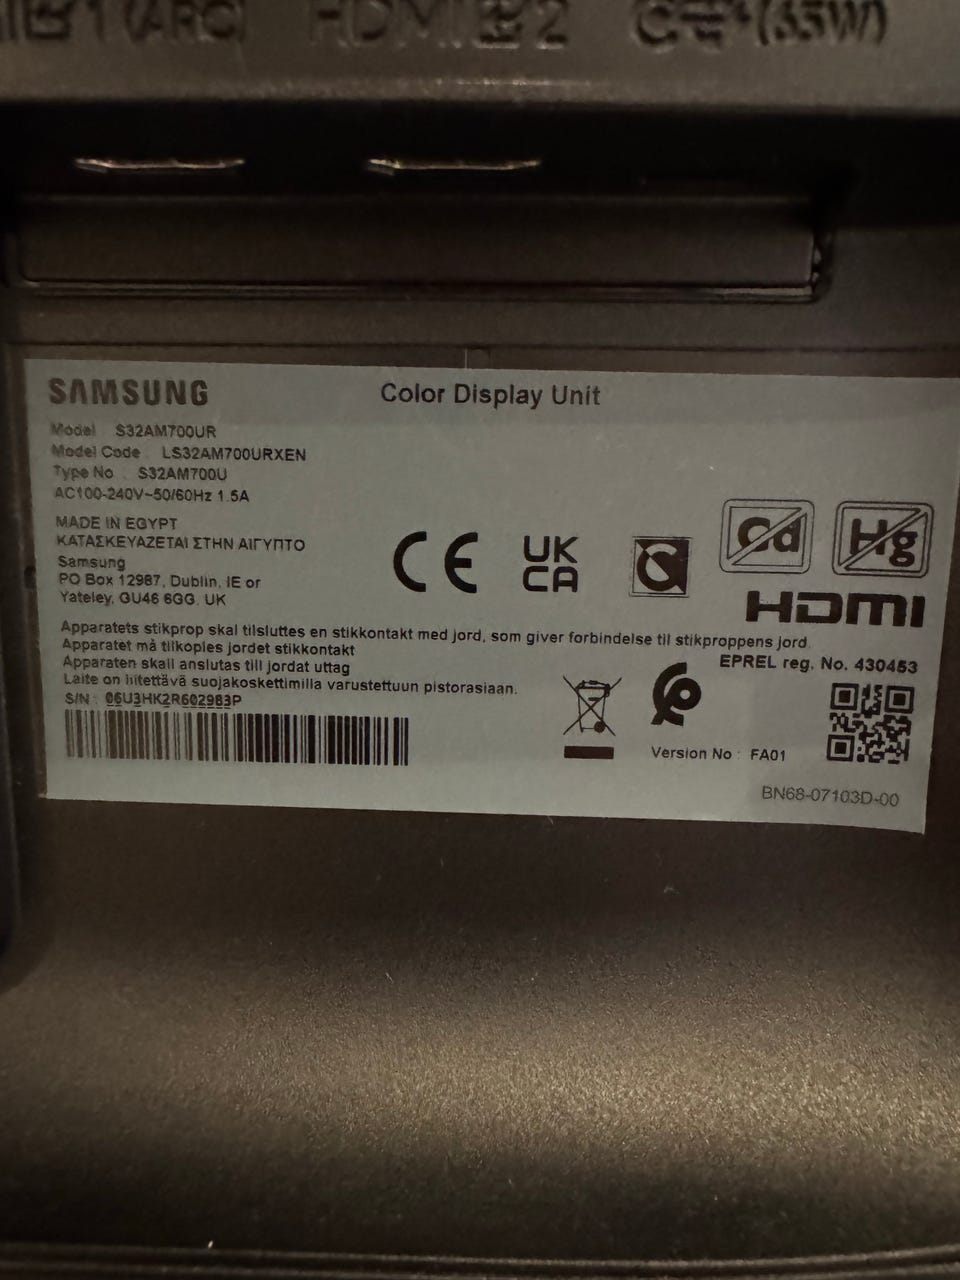 1 (ARC) HDMI 2 (65W)
SAMSUNG
Color Display Unit
Model S32AM700UR
Model Code LS32AM700URXEN
Type No S32AM700U
AC100-240V~50/60Hz 1.5A
MADE IN EGYPT
ΚΑΤΑΣΚΕΥΑΖΕΤΑΙ ΣΤΗΝ ΑΙΓΥΠΤΟ
Samsung
PO Box 12987, Dublin, IE or
Yateley, GU46 6GG, UK
CE
UK
CA
Cd
Hg
HDMI
Apparatets stikprop skal tilsluttes en stikkontakt med jord, som giver forbindelse til stikproppens jord.
Apparatet må tilkoples jordet stikkontakt
Apparaten skall anslutas till jordat uttag
Laite on liitettävä suojakoskettimilla varustettuun pistorasiaan.
EPREL reg. No. 430453
S/N : 06U3HK2R602983P
Version No : FA01
BN68-07103D-00